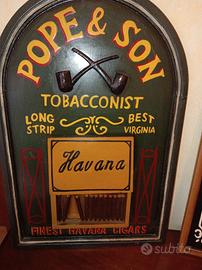 POPE & SON
TOBACCONIST
LONG BEST
STRIP VIRGINIA
Havana
FINEST HAVANA CIGARS
subito